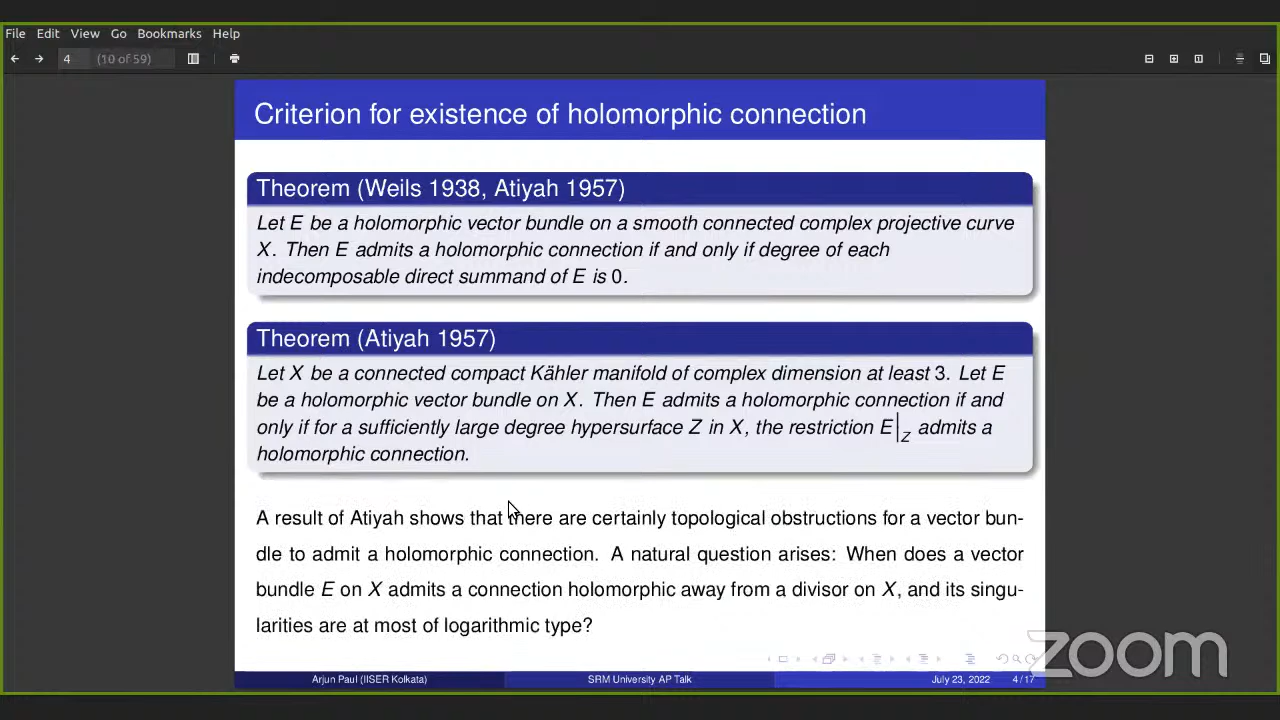 File Edit View Go Bookmarks Help
4 (10 of 59)
Criterion for existence of holomorphic connection
Theorem (Weils 1938, Atiyah 1957)
Let E be a holomorphic vector bundle on a smooth connected complex projective curve
X. Then E admits a holomorphic connection if and only if degree of each
indecomposable direct summand of E is 0.
Theorem (Atiyah 1957)
Let X be a connected compact Kähler manifold of complex dimension at least 3. Let E
be a holomorphic vector bundle on X. Then E admits a holomorphic connection if and
only if for a sufficiently large degree hypersurface Z in X, the restriction E|_Z admits a
holomorphic connection.
A result of Atiyah shows that there are certainly topological obstructions for a vector bun-
dle to admit a holomorphic connection. A natural question arises: When does a vector
bundle E on X admits a connection holomorphic away from a divisor on X, and its singu-
larities are at most of logarithmic type?
zoom
Arjun Paul (IISER Kolkata) SRM University AP Talk July 23, 2022 4/17